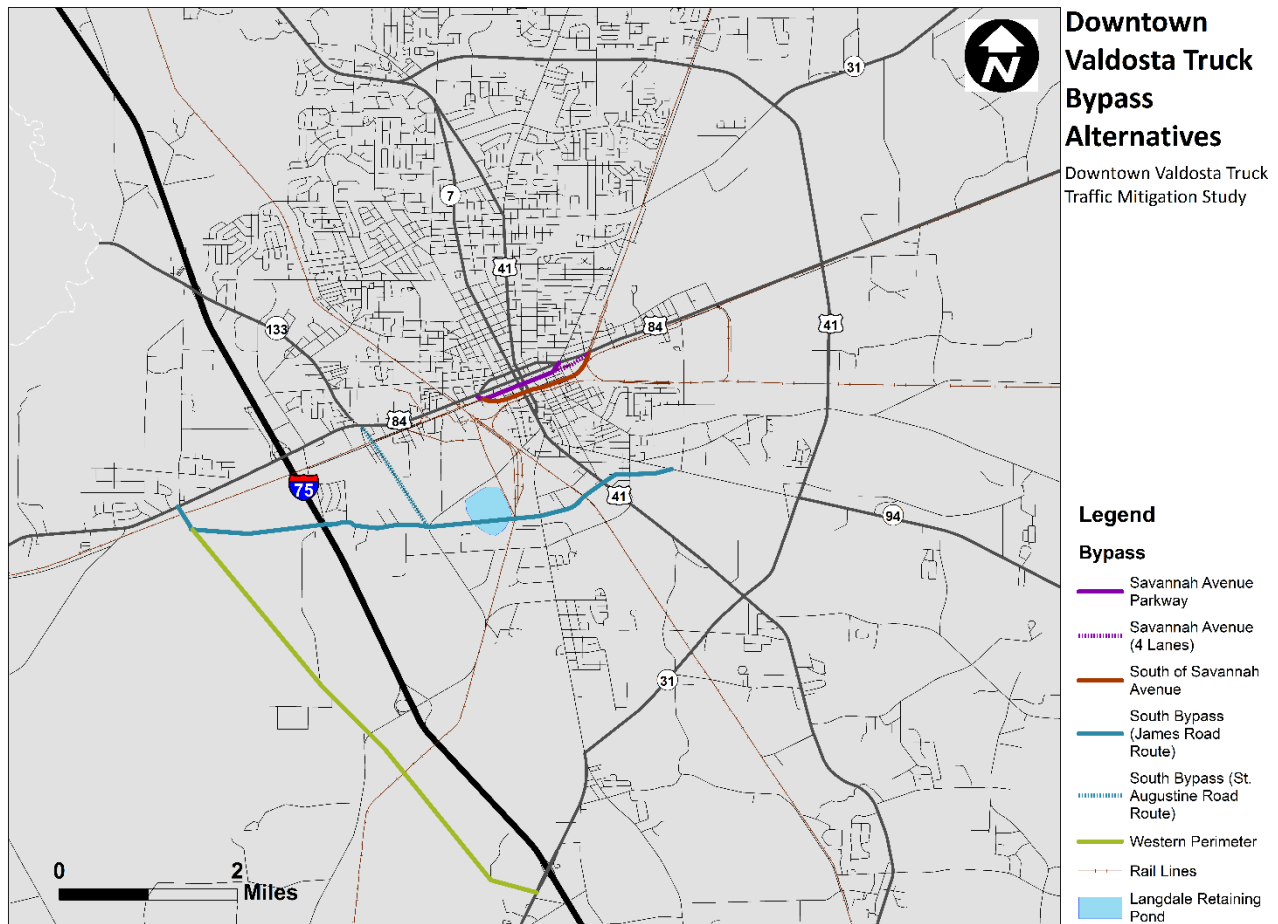 Downtown
Valdosta Truck
Bypass
Alternatives
Downtown Valdosta Truck
Traffic Mitigation Study
N
31
7
41
84
41
133
84
75
41
94
31
0
2
Miles
Legend
Bypass
Savannah Avenue
Parkway
Savannah Avenue
(4 Lanes)
South of Savannah
Avenue
South Bypass
(James Road
Route)
South Bypass (St.
Augustine Road
Route)
Western Perimeter
Rail Lines
Langdale Retaining
Pond